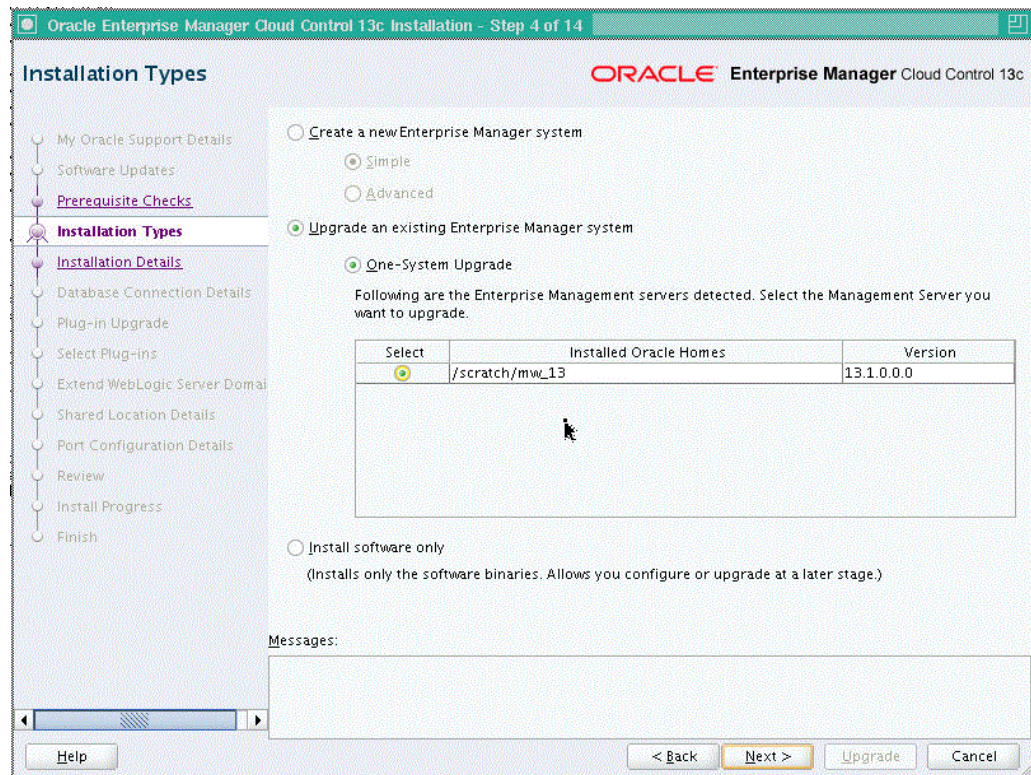 Oracle Enterprise Manager Cloud Control 13c Installation - Step 4 of 14
Installation Types
ORACLE Enterprise Manager Cloud Control 13c
My Oracle Support Details
Software Updates
Prerequisite Checks
Installation Types
Installation Details
Database Connection Details
Plug-in Upgrade
Select Plug-ins
Extend WebLogic Server Domai
Shared Location Details
Port Configuration Details
Review
Install Progress
Finish
Create a new Enterprise Manager system
Simple
Advanced
Upgrade an existing Enterprise Manager system
One-System Upgrade
Following are the Enterprise Management servers detected. Select the Management Server you
want to upgrade.
Select Installed Oracle Homes Version
/scratch/mw_13 13.1.0.0.0
Install software only
(Installs only the software binaries. Allows you configure or upgrade at a later stage.)
Messages:
Help < Back Next > Upgrade Cancel